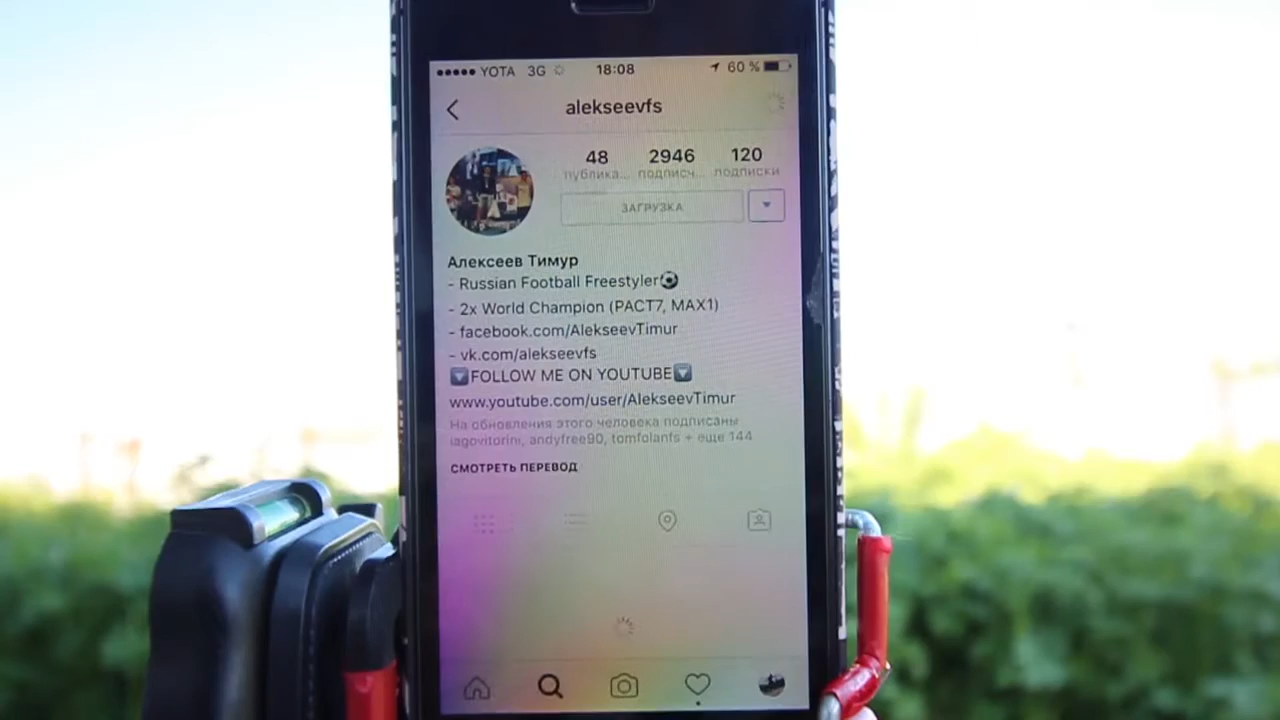 YOTA 3G 18:08 60 %
alekseevfs
48 2946 120
публика... подписч... подписки
ЗАГРУЗКА
Алексеев Тимур
- Russian Football Freestyler⚽
- 2x World Champion (PACT7, MAX1)
- facebook.com/AlekseevTimur
- vk.com/alekseevfs
🔽FOLLOW ME ON YOUTUBE🔽
www.youtube.com/user/AlekseevTimur
На обновления этого человека подписаны
iagovitorini, andyfree90, tomfolanfs + еще 144
СМОТРЕТЬ ПЕРЕВОД